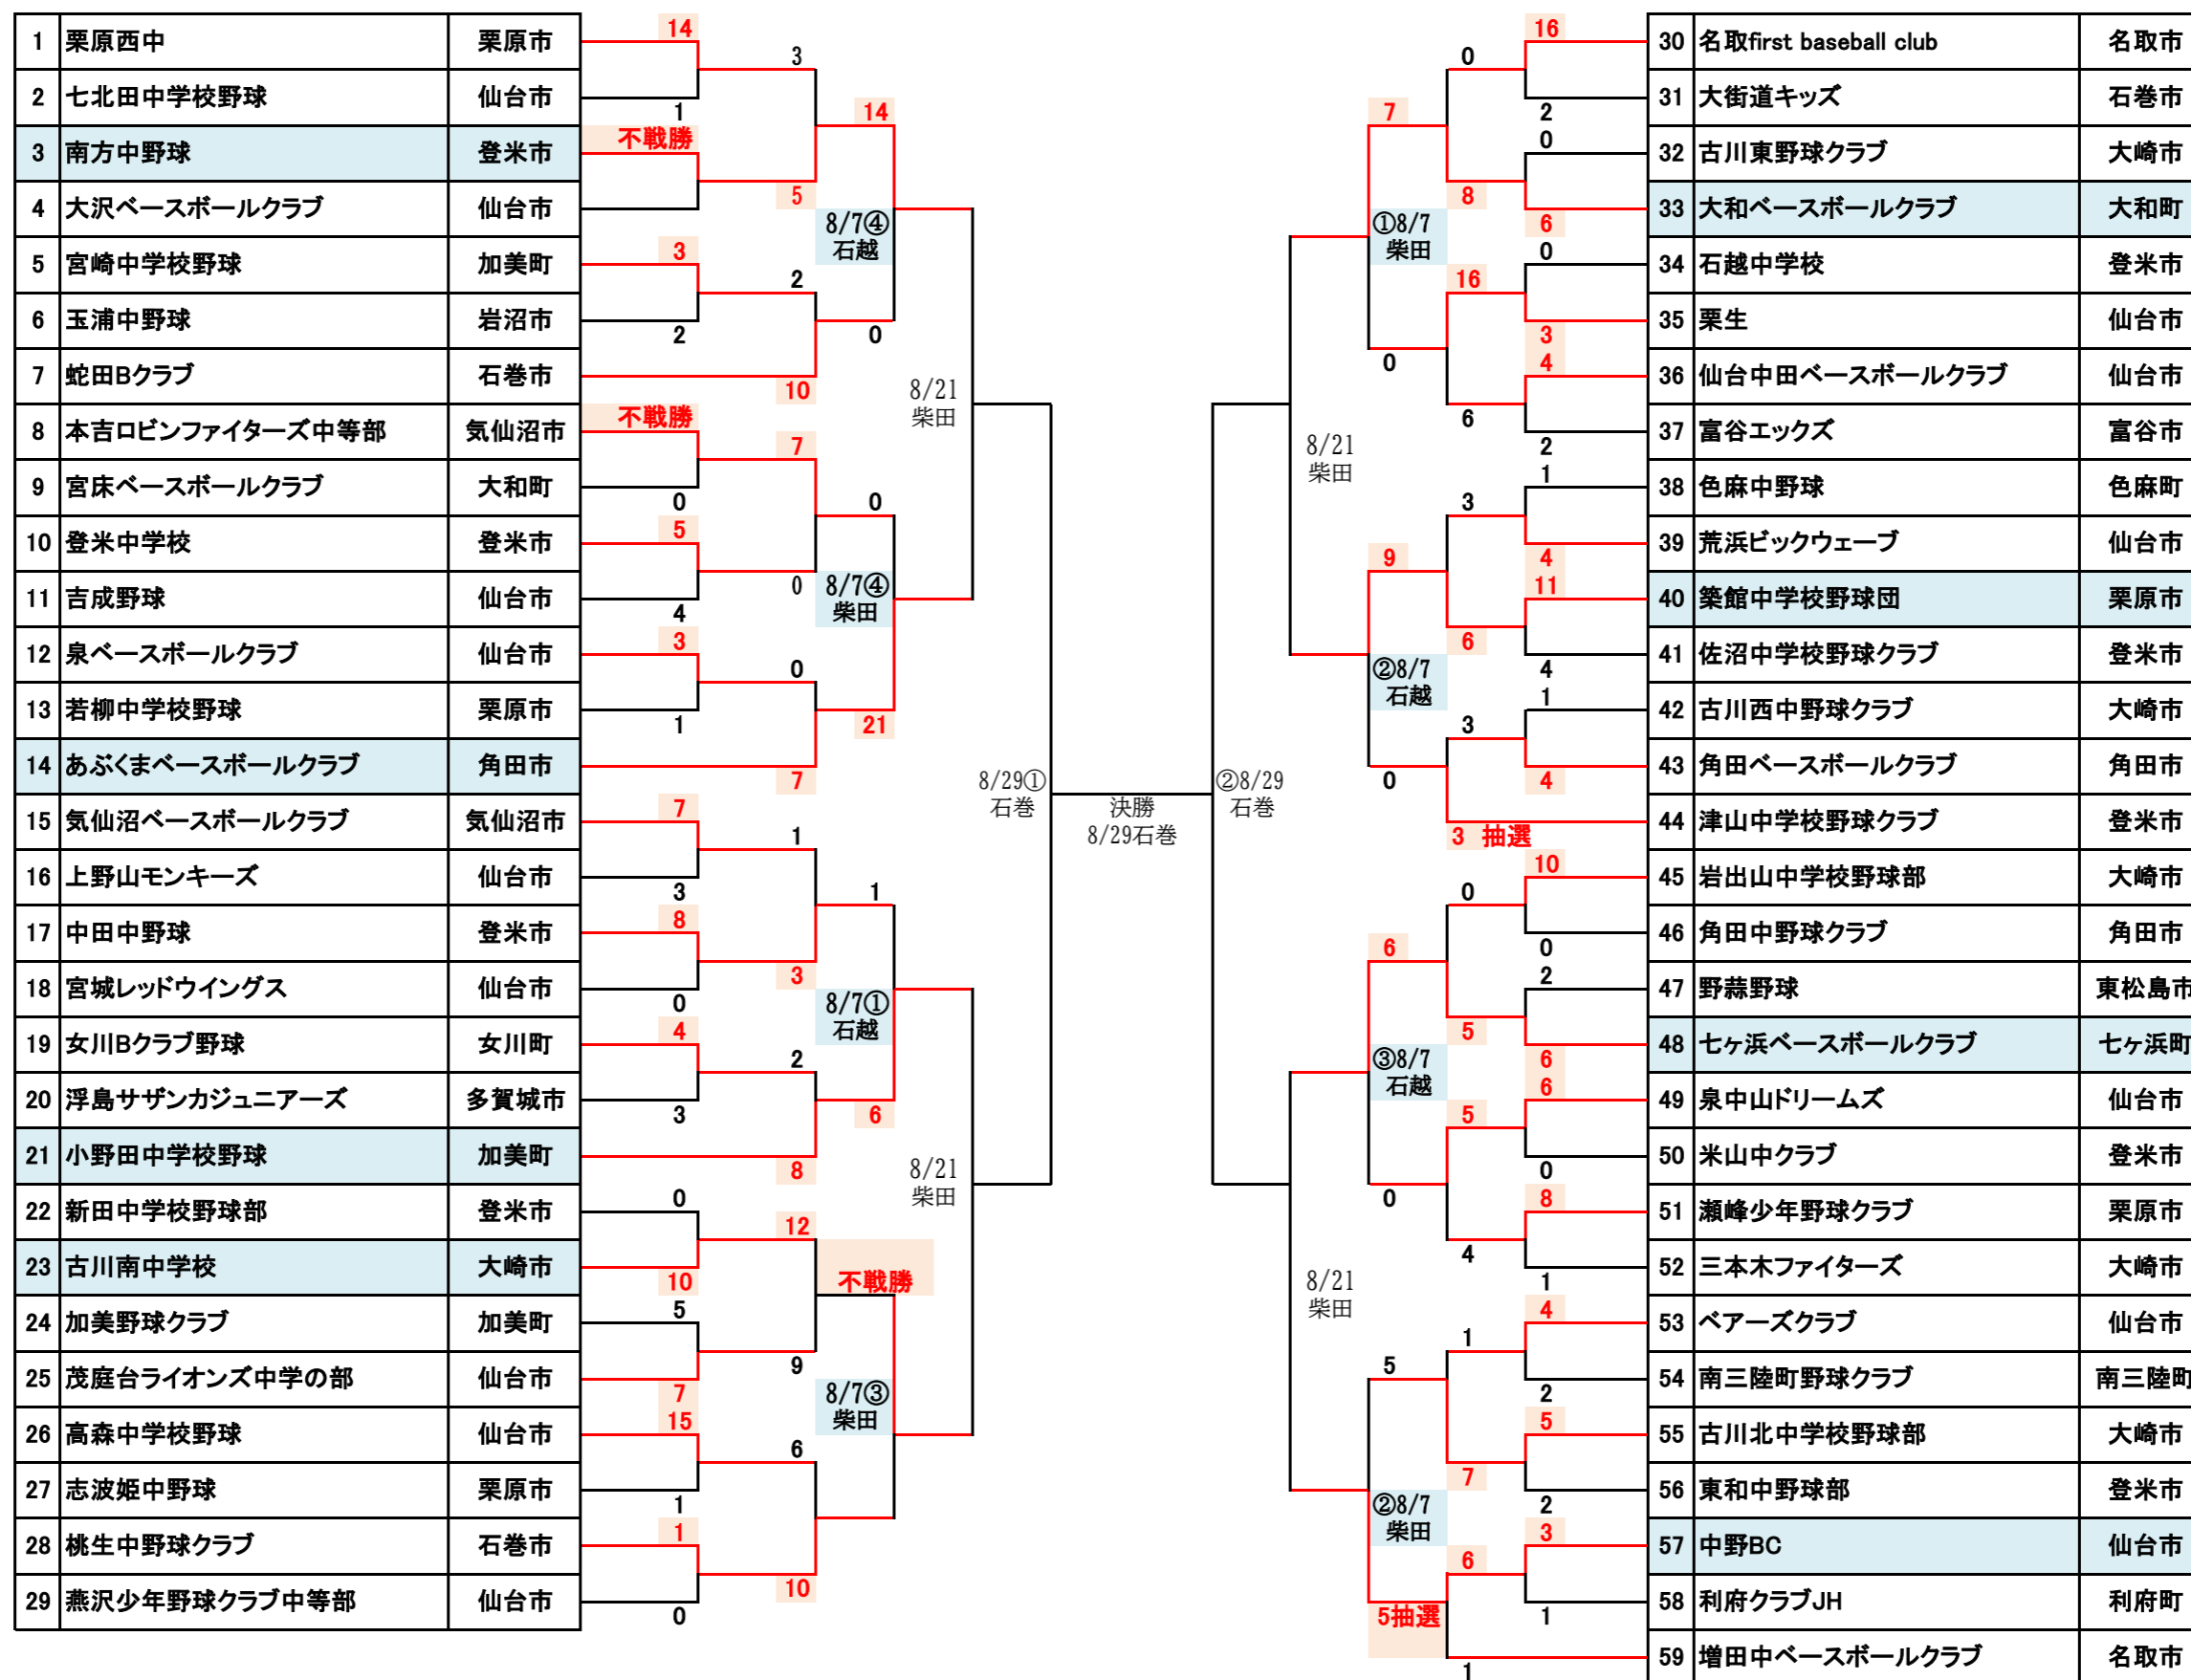 1 栗原西中 栗原市
2 七北田中学校野球 仙台市
3 南方中野球 登米市
4 大沢ベースボールクラブ 仙台市
5 宮崎中学校野球 加美町
6 玉浦中野球 岩沼市
7 蛇田Bクラブ 石巻市
8 本吉ロビンファイターズ中等部 気仙沼市
9 宮床ベースボールクラブ 大和町
10 登米中学校 登米市
11 吉成野球 仙台市
12 泉ベースボールクラブ 仙台市
13 若柳中学校野球 栗原市
14 あぶくまベースボールクラブ 角田市
15 気仙沼ベースボールクラブ 気仙沼市
16 上野山モンキーズ 仙台市
17 中田中野球 登米市
18 宮城レッドウイングス 仙台市
19 女川Bクラブ野球 女川町
20 浮島サザンカジュニアーズ 多賀城市
21 小野田中学校野球 加美町
22 新田中学校野球部 登米市
23 古川南中学校 大崎市
24 加美野球クラブ 加美町
25 茂庭台ライオンズ中学の部 仙台市
26 高森中学校野球 仙台市
27 志波姫中野球 栗原市
28 桃生中野球クラブ 石巻市
29 燕沢少年野球クラブ中等部 仙台市
14
1
不戦勝
3
2
不戦勝
0
5
4
3
1
7
3
8
0
4
3
0
10
5
7
15
1
1
0
3
5
2
10
7
0
0
7
1
3
2
8
12
9
6
10
14
8/7④
石越
0
0
8/7④
柴田
21
1
8/7①
石越
6
不戦勝
8/7③
柴田
8/21
柴田
8/21
柴田
8/29①
石巻
決勝
8/29石巻
②8/29
石巻
8/21
柴田
8/21
柴田
7
①8/7
柴田
0
9
②8/7
石越
0
6
③8/7
石越
0
5
②8/7
柴田
5抽選
0
8
16
6
3
6
3
3 抽選
0
5
5
4
1
7
6
1
16
2
0
6
0
3
4
2
1
4
11
4
1
4
10
0
2
6
6
0
8
1
4
2
5
2
3
1
30 名取first baseball club 名取市
31 大街道キッズ 石巻市
32 古川東野球クラブ 大崎市
33 大和ベースボールクラブ 大和町
34 石越中学校 登米市
35 栗生 仙台市
36 仙台中田ベースボールクラブ 仙台市
37 富谷エックズ 富谷市
38 色麻中野球 色麻町
39 荒浜ビックウェーブ 仙台市
40 築館中学校野球団 栗原市
41 佐沼中学校野球クラブ 登米市
42 古川西中野球クラブ 大崎市
43 角田ベースボールクラブ 角田市
44 津山中学校野球クラブ 登米市
45 岩出山中学校野球部 大崎市
46 角田中野球クラブ 角田市
47 野蒜野球 東松島市
48 七ヶ浜ベースボールクラブ 七ヶ浜町
49 泉中山ドリームズ 仙台市
50 米山中クラブ 登米市
51 瀬峰少年野球クラブ 栗原市
52 三本木ファイターズ 大崎市
53 ベアーズクラブ 仙台市
54 南三陸町野球クラブ 南三陸町
55 古川北中学校野球部 大崎市
56 東和中野球部 登米市
57 中野BC 仙台市
58 利府クラブJH 利府町
59 増田中ベースボールクラブ 名取市